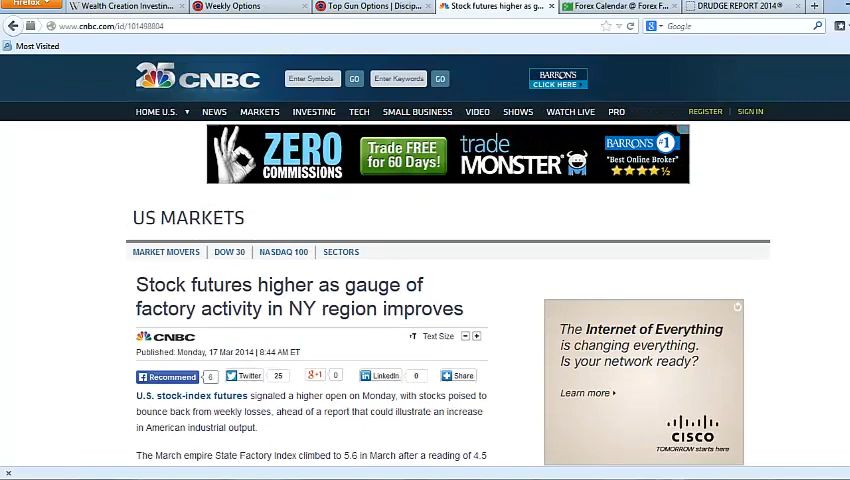 Firefox
Wealth Creation Investin...
Weekly Options
Top Gun Options | Discip...
Stock futures higher as g...
Forex Calendar @ Forex F...
DRUDGE REPORT 2014®
www.cnbc.com/id/101498804
Google
Most Visited
25 CNBC
Enter Symbols GO Enter Keywords GO
BARRON'S
CLICK HERE
HOME U.S. NEWS MARKETS INVESTING TECH SMALL BUSINESS VIDEO SHOWS WATCH LIVE PRO REGISTER SIGN IN
ZERO
COMMISSIONS
Trade FREE
for 60 Days!
trade
MONSTER
BARRON'S #1
"Best Online Broker"
US MARKETS
MARKET MOVERS DOW 30 NASDAQ 100 SECTORS
Stock futures higher as gauge of
factory activity in NY region improves
CNBC
Text Size
Published: Monday, 17 Mar 2014 | 8:44 AM ET
Recommend 6 Twitter 25 +1 0 LinkedIn 0 Share
U.S. stock-index futures signaled a higher open on Monday, with stocks poised to
bounce back from weekly losses, ahead of a report that could illustrate an increase
in American industrial output.
The March empire State Factory Index climbed to 5.6 in March after a reading of 4.5
The Internet of Everything
is changing everything.
Is your network ready?
Learn more
CISCO
TOMORROW starts here